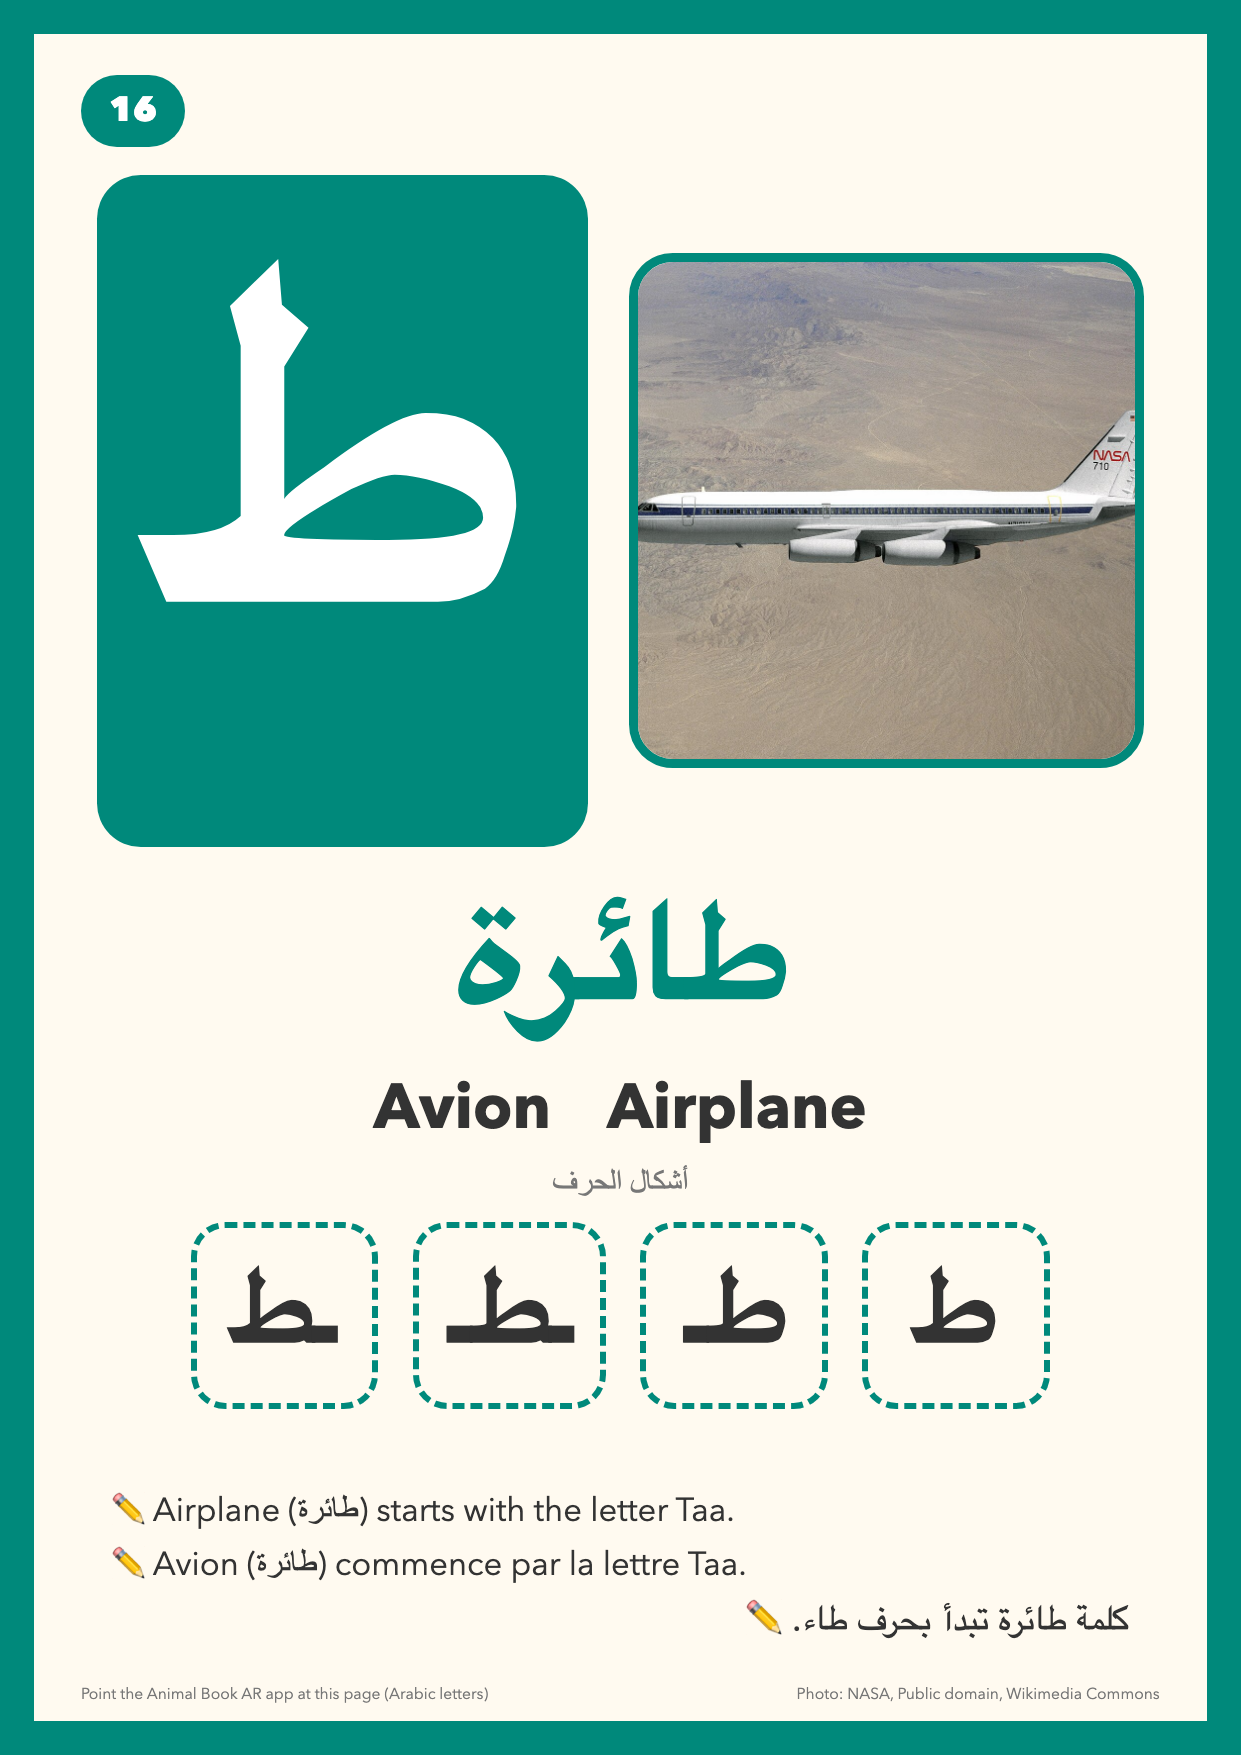 16
ط
NASA
710
طائرة
Avion Airplane
أشكال الحرف
ط طـ ـطـ ـط
✏️ Airplane (طائرة) starts with the letter Taa.
✏️ Avion (طائرة) commence par la lettre Taa.
كلمة طائرة تبدأ بحرف طاء. ✏️
Point the Animal Book AR app at this page (Arabic letters)
Photo: NASA, Public domain, Wikimedia Commons